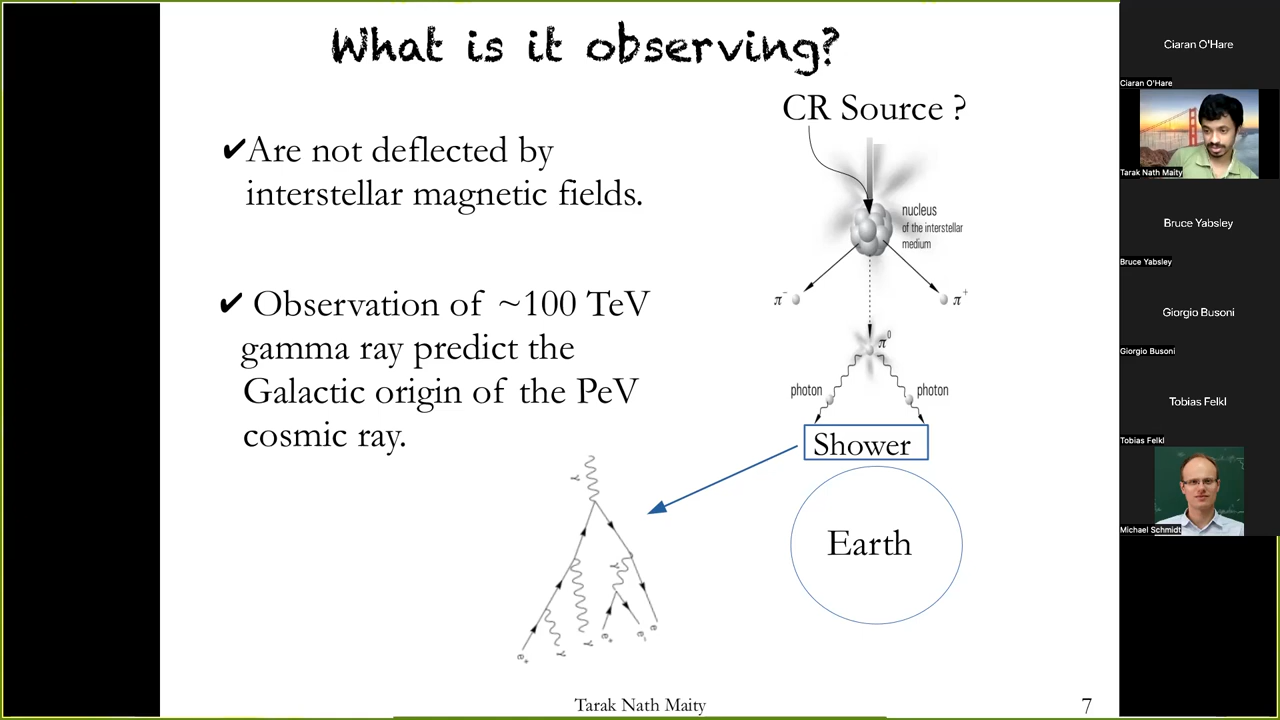 What is it observing?
CR Source ?
✔Are not deflected by
interstellar magnetic fields.
nucleus
of the interstellar
medium
π⁻
π⁺
✔ Observation of ~100 TeV
gamma ray predict the
Galactic origin of the PeV
cosmic ray.
π⁰
photon
photon
Shower
γ
γ
Earth
e⁺
γ
γ
e⁺
e⁻
e
Tarak Nath Maity
7
Ciaran O'Hare
Ciaran O'Hare
Tarak Nath Maity
Bruce Yabsley
Bruce Yabsley
Giorgio Busoni
Giorgio Busoni
Tobias Felkl
Tobias Felkl
Michael Schmidt